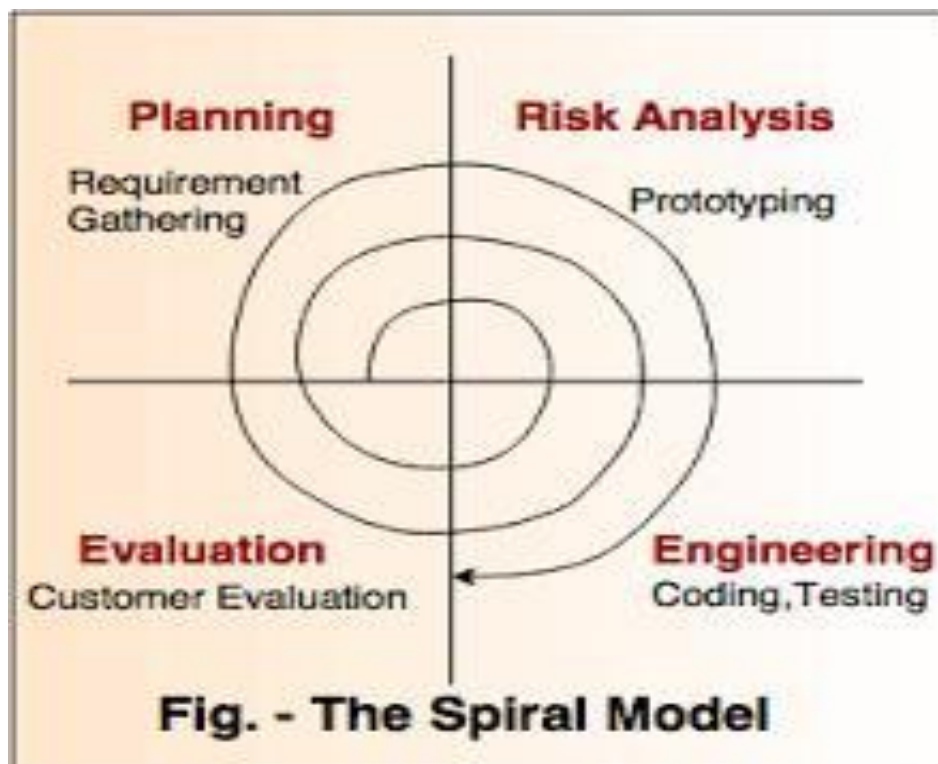 Planning
Requirement
Gathering
Risk Analysis
Prototyping
Evaluation
Customer Evaluation
Engineering
Coding,Testing
Fig. - The Spiral Model